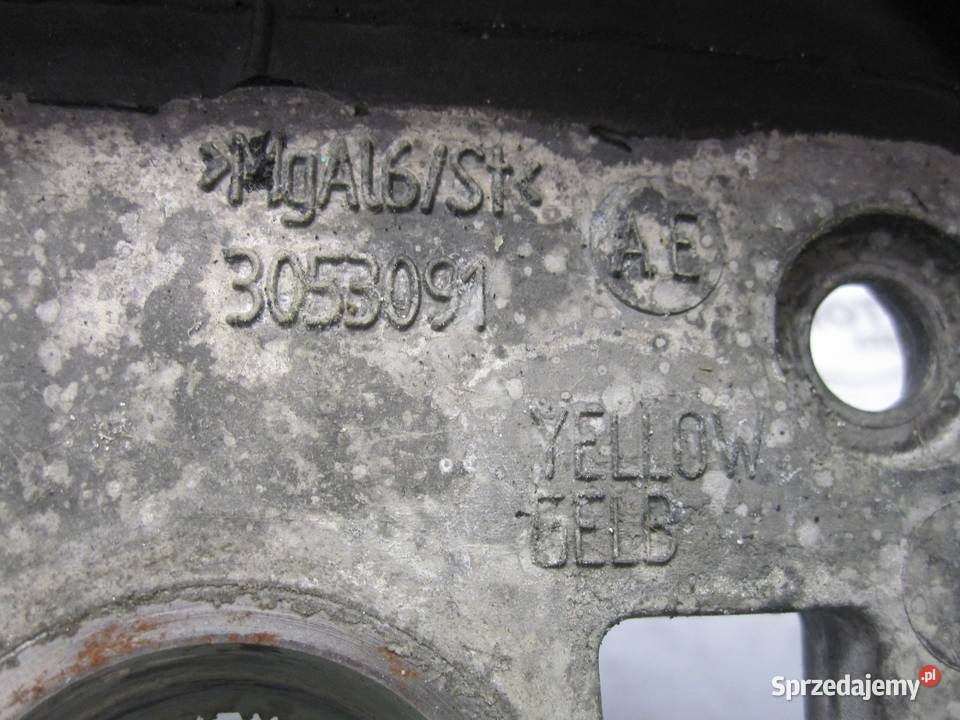 >MgAl6/St<
AE
3053091
YELLOW
GELB
Sprzedajemy.pl